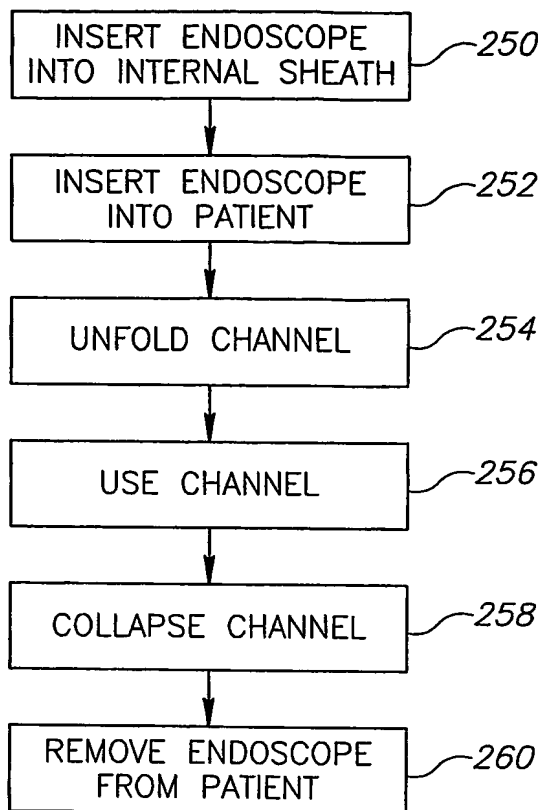 INSERT ENDOSCOPE
INTO INTERNAL SHEATH
250
INSERT ENDOSCOPE
INTO PATIENT
252
UNFOLD CHANNEL
254
USE CHANNEL
256
COLLAPSE CHANNEL
258
REMOVE ENDOSCOPE
FROM PATIENT
260